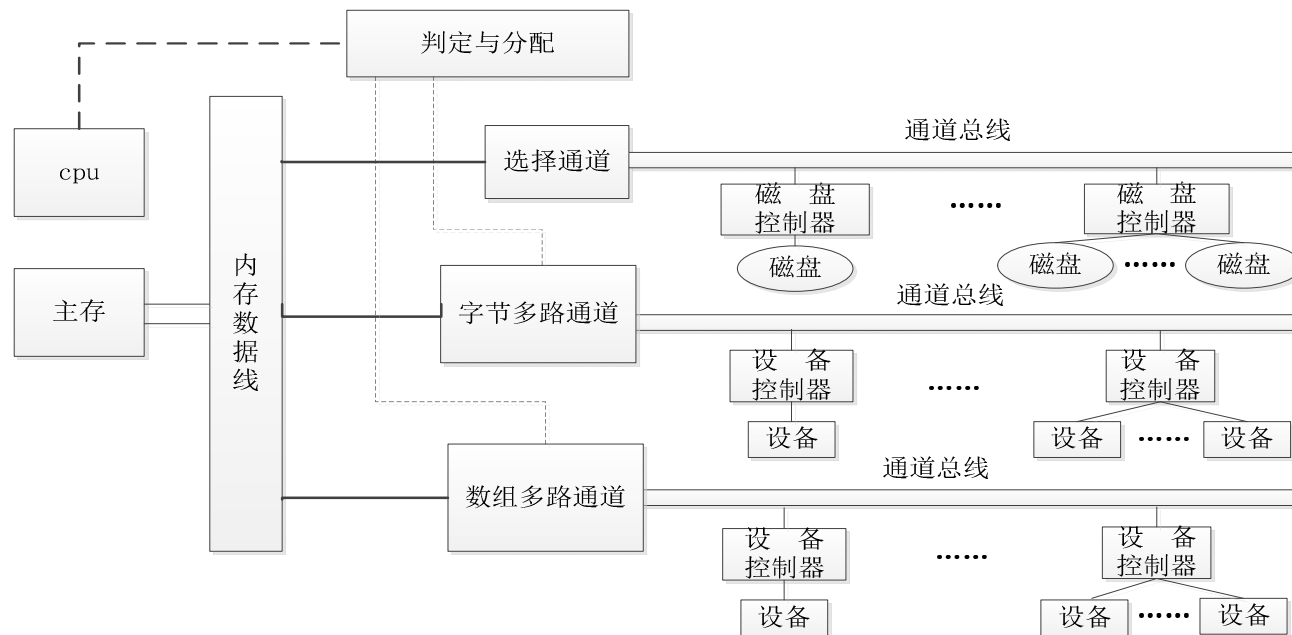 判定与分配
cpu
主存
内存数据线
选择通道
通道总线
磁 盘
控制器
磁盘
……
磁 盘
控制器
磁盘
……
磁盘
字节多路通道
通道总线
设 备
控制器
设备
……
设 备
控制器
设备
……
设备
数组多路通道
通道总线
设 备
控制器
设备
……
设 备
控制器
设备
……
设备